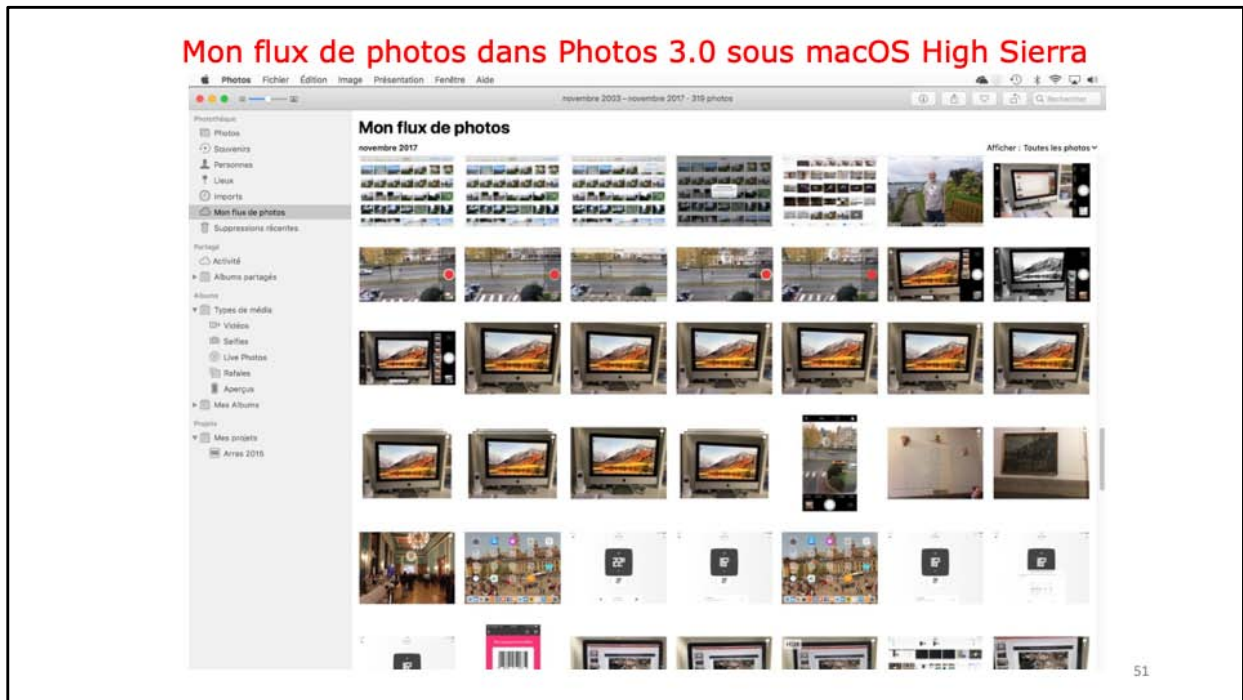 Mon flux de photos dans Photos 3.0 sous macOS High Sierra
Photos Fichier Édition Image Présentation Fenêtre Aide
novembre 2003 – novembre 2017 · 319 photos
Rechercher
Photothèque
Photos
Souvenirs
Personnes
Lieux
Imports
Mon flux de photos
Suppressions récentes
Partagé
Activité
Albums partagés
Albums
Types de média
Vidéos
Selfies
Live Photos
Rafales
Aperçus
Mes Albums
Projets
Mes projets
Arras 2016
Mon flux de photos
novembre 2017
Afficher : Toutes les photos
51